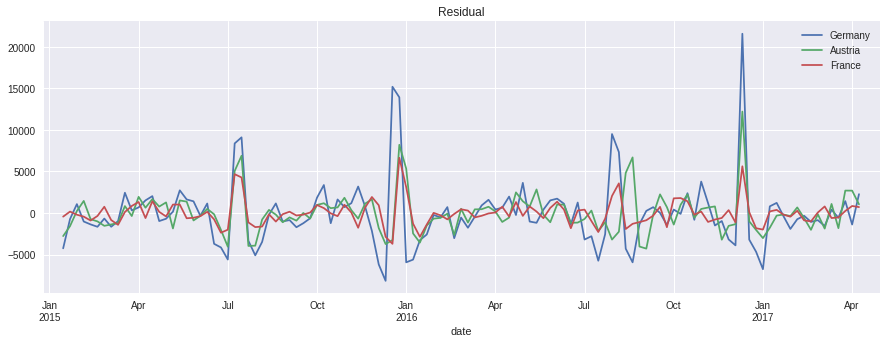 Residual
Germany
Austria
France
20000
15000
10000
5000
0
−5000
Jan Apr Jul Oct Jan Apr Jul Oct Jan Apr
2015 2016 2017
date